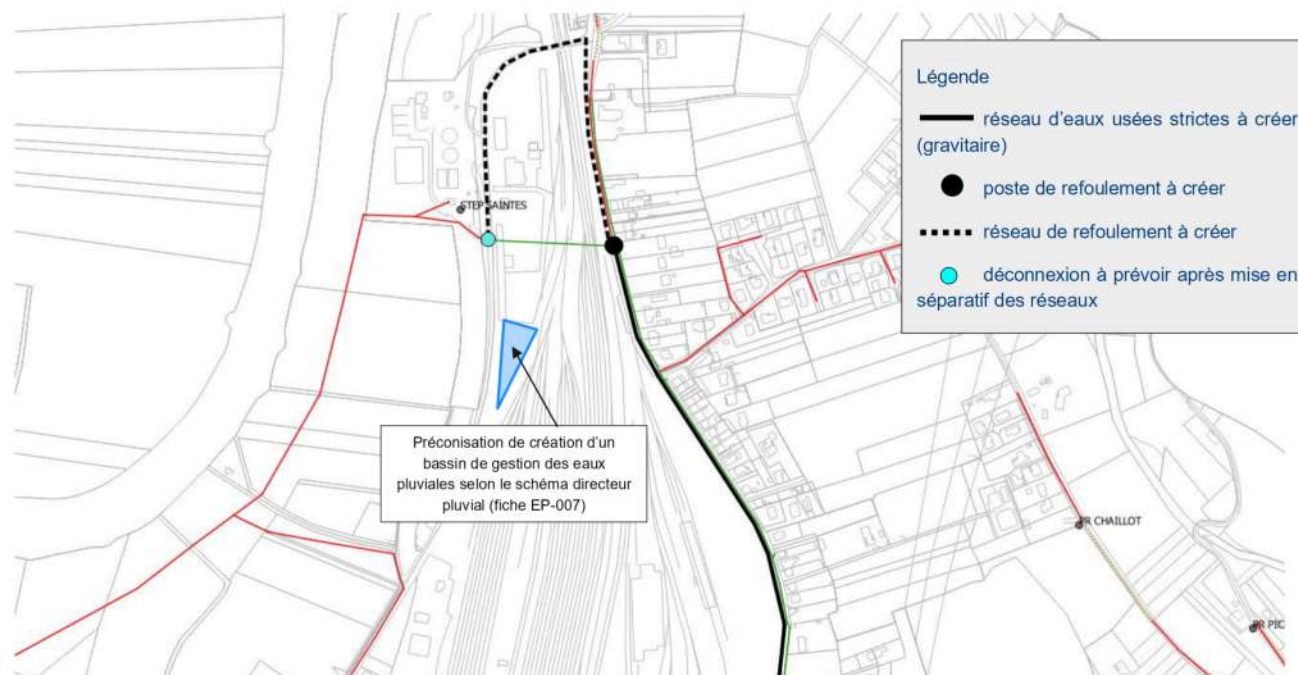 Légende
réseau d'eaux usées strictes à créer
(gravitaire)
poste de refoulement à créer
réseau de refoulement à créer
déconnexion à prévoir après mise en
séparatif des réseaux
STEP SAINTES
Préconisation de création d'un
bassin de gestion des eaux
pluviales selon le schéma directeur
pluvial (fiche EP-007)
PR CHAILLOT
PR PIC